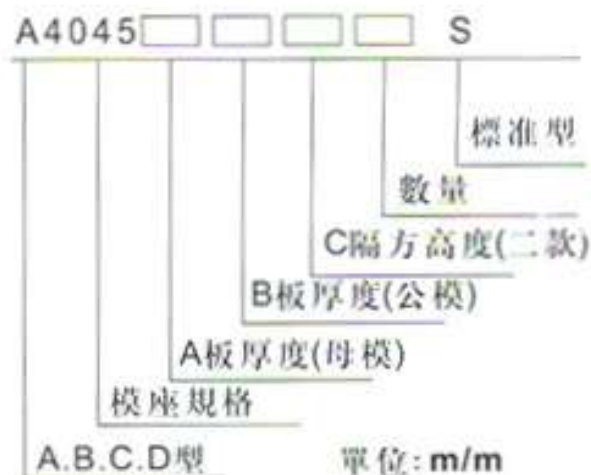 A4045 S
標准型
數量
C隔方高度(二款)
B板厚度(公模)
A板厚度(母模)
模座規格
A.B.C.D型 單位: m/m